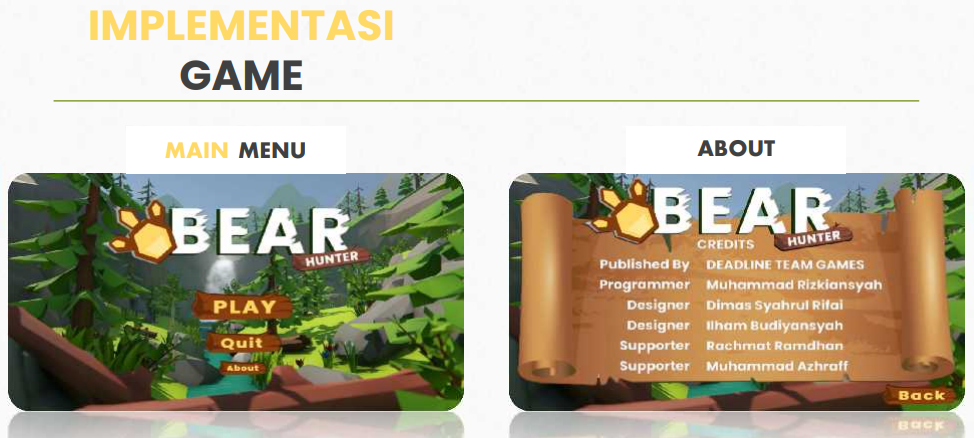 IMPLEMENTASI
GAME
MAIN MENU
BEAR
HUNTER
PLAY
Quit
About
ABOUT
BEAR
HUNTER
CREDITS
Published By DEADLINE TEAM GAMES
Programmer Muhammad Rizkiansyah
Designer Dimas Syahrul Rifai
Designer Ilham Budiyansyah
Supporter Rachmat Ramdhan
Supporter Muhammad Azhraff
Back